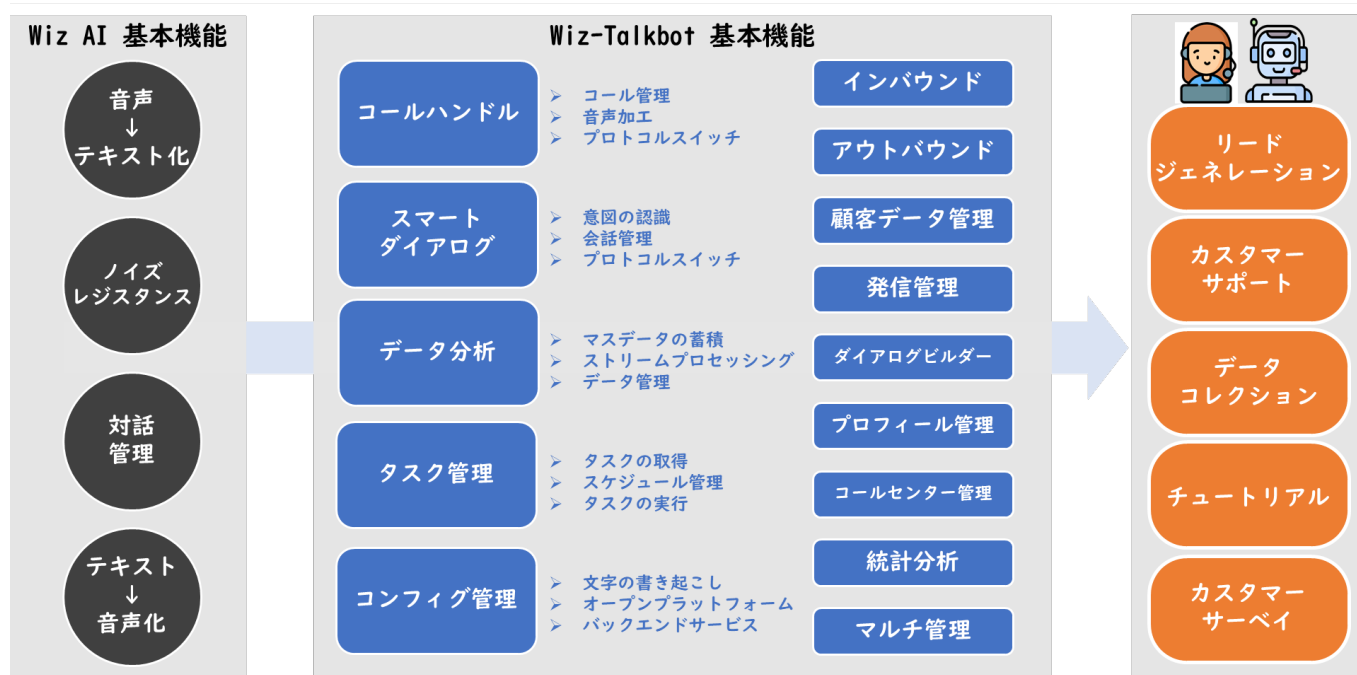 Wiz AI 基本機能
音声
↓
テキスト化
ノイズ
レジスタンス
対話
管理
テキスト
↓
音声化
Wiz-Talkbot 基本機能
コールハンドル
➢ コール管理
➢ 音声加工
➢ プロトコルスイッチ
スマート
ダイアログ
➢ 意図の認識
➢ 会話管理
➢ プロトコルスイッチ
データ分析
➢ マスデータの蓄積
➢ ストリームプロセッシング
➢ データ管理
タスク管理
➢ タスクの取得
➢ スケジュール管理
➢ タスクの実行
コンフィグ管理
➢ 文字の書き起こし
➢ オープンプラットフォーム
➢ バックエンドサービス
インバウンド
アウトバウンド
顧客データ管理
発信管理
ダイアログビルダー
プロフィール管理
コールセンター管理
統計分析
マルチ管理
リード
ジェネレーション
カスタマー
サポート
データ
コレクション
チュートリアル
カスタマー
サーベイ